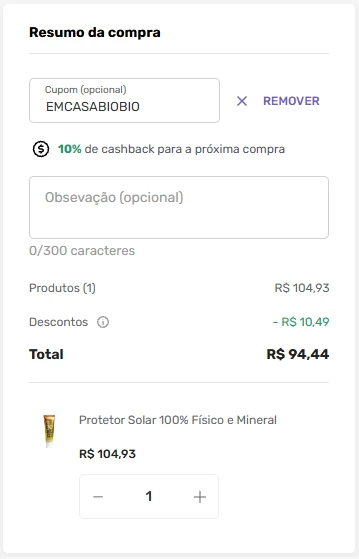 Resumo da compra
Cupom (opcional)
EMCASABIOBIO
REMOVER
10% de cashback para a próxima compra
Obsevação (opcional)
0/300 caracteres
Produtos (1) R$ 104,93
Descontos - R$ 10,49
Total R$ 94,44
Protetor Solar 100% Físico e Mineral
R$ 104,93
1